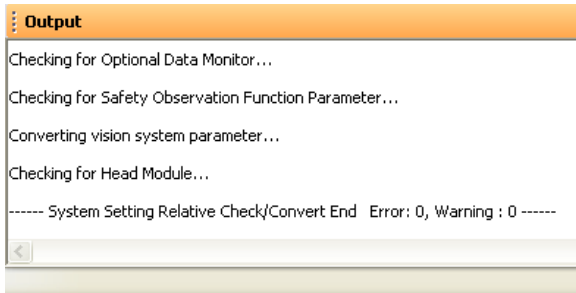 Output
Checking for Optional Data Monitor...
Checking for Safety Observation Function Parameter...
Converting vision system parameter...
Checking for Head Module...
------ System Setting Relative Check/Convert End   Error: 0, Warning : 0 ------